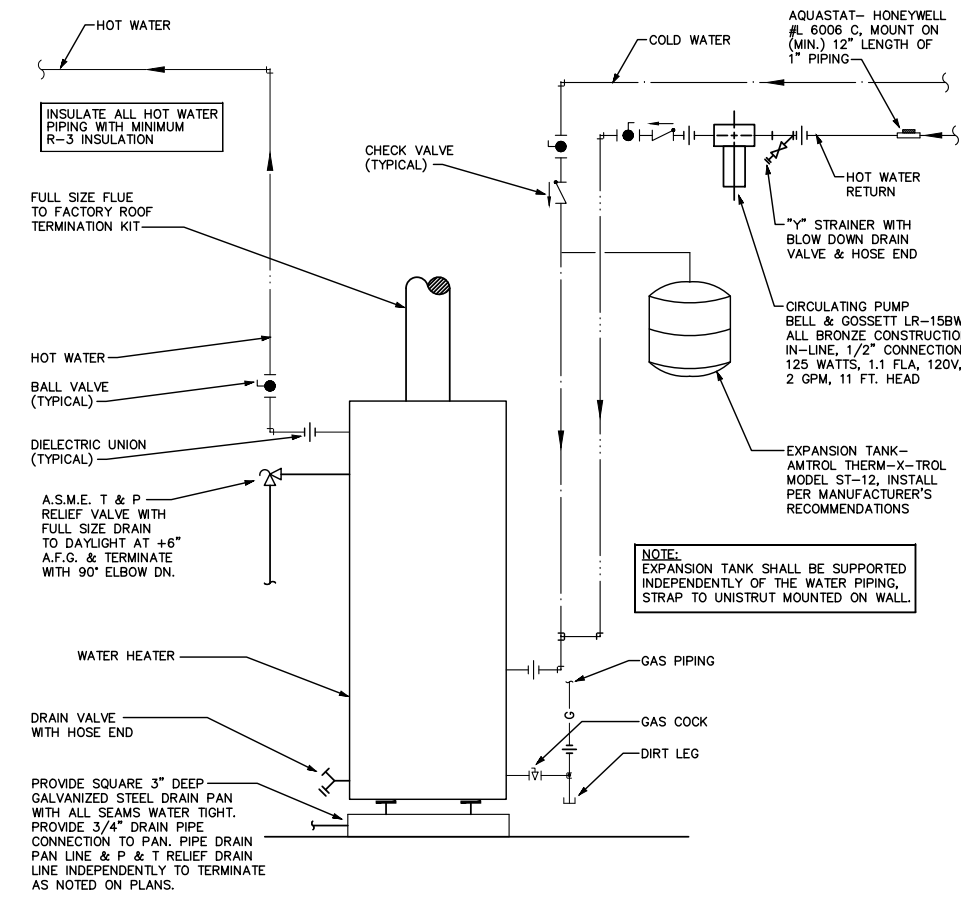 HOT WATER
INSULATE ALL HOT WATER
PIPING WITH MINIMUM
R-3 INSULATION
FULL SIZE FLUE
TO FACTORY ROOF
TERMINATION KIT
HOT WATER
BALL VALVE
(TYPICAL)
DIELECTRIC UNION
(TYPICAL)
A.S.M.E. T & P
RELIEF VALVE WITH
FULL SIZE DRAIN
TO DAYLIGHT AT +6"
A.F.G. & TERMINATE
WITH 90° ELBOW DN.
WATER HEATER
DRAIN VALVE
WITH HOSE END
PROVIDE SQUARE 3" DEEP
GALVANIZED STEEL DRAIN PAN
WITH ALL SEAMS WATER TIGHT.
PROVIDE 3/4" DRAIN PIPE
CONNECTION TO PAN. PIPE DRAIN
PAN LINE & P & T RELIEF DRAIN
LINE INDEPENDENTLY TO TERMINATE
AS NOTED ON PLANS.
CHECK VALVE
(TYPICAL)
COLD WATER
AQUASTAT- HONEYWELL
#L 6006 C, MOUNT ON
(MIN.) 12" LENGTH OF
1" PIPING
HOT WATER
RETURN
"Y" STRAINER WITH
BLOW DOWN DRAIN
VALVE & HOSE END
CIRCULATING PUMP
BELL & GOSSETT LR-15BW
ALL BRONZE CONSTRUCTIO
IN-LINE, 1/2" CONNECTION
125 WATTS, 1.1 FLA, 120V,
2 GPM, 11 FT. HEAD
EXPANSION TANK-
AMTROL THERM-X-TROL
MODEL ST-12, INSTALL
PER MANUFACTURER'S
RECOMMENDATIONS
NOTE:
EXPANSION TANK SHALL BE SUPPORTED
INDEPENDENTLY OF THE WATER PIPING,
STRAP TO UNISTRUT MOUNTED ON WALL.
GAS PIPING
G
GAS COCK
DIRT LEG